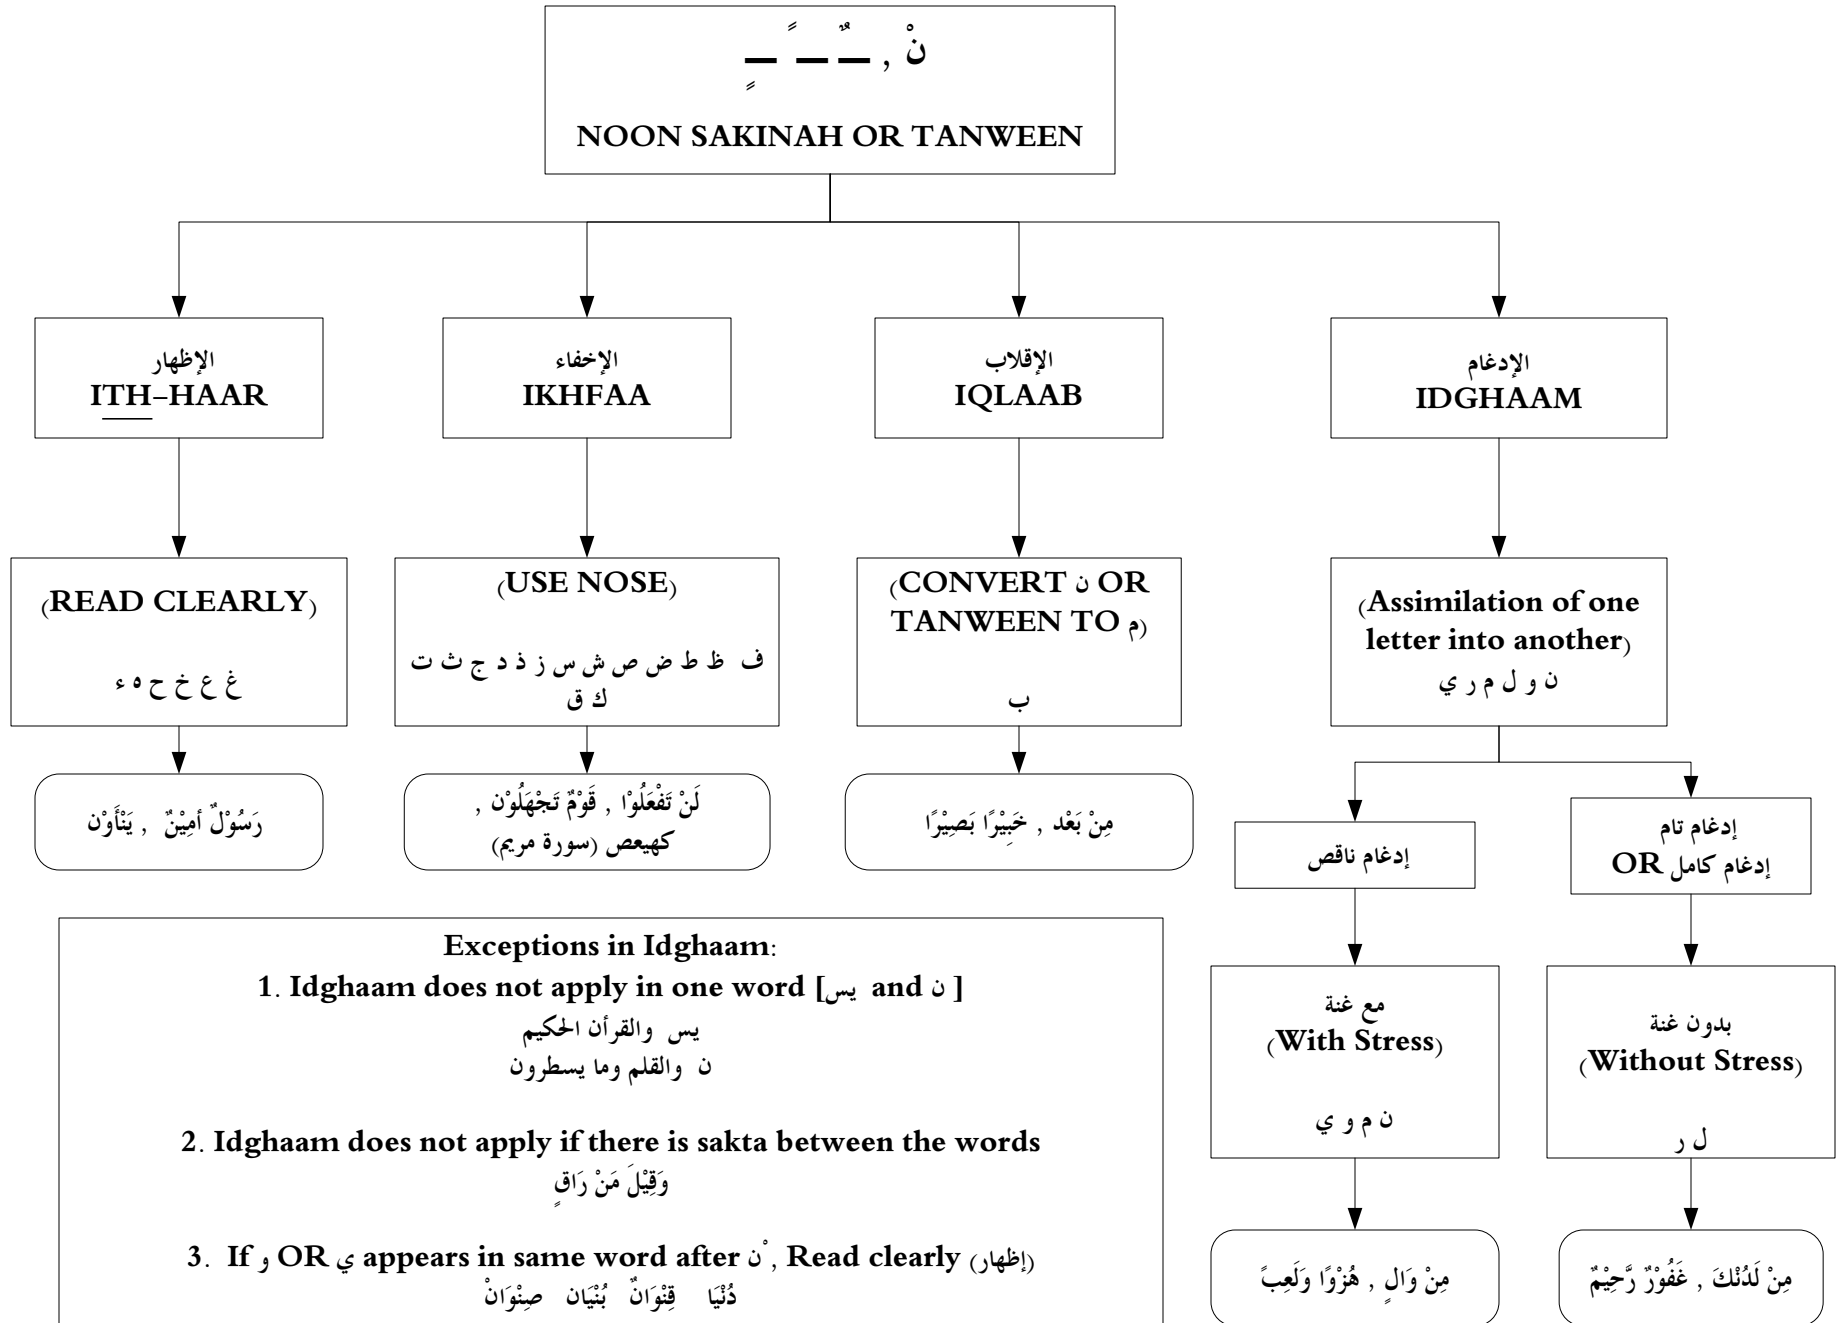 نْ , ــٌ ــً ــٍ
NOON SAKINAH OR TANWEEN
الإظهار
ITH-HAAR
الإخفاء
IKHFAA
الإقلاب
IQLAAB
الإدغام
IDGHAAM
(READ CLEARLY)
غ ع خ ح ه ء
(USE NOSE)
ف ظ ط ض ص ش س ز ذ د ج ث ت
ك ق
(CONVERT ن OR
TANWEEN TO م)
ب
(Assimilation of one
letter into another)
ن و ل م ر ي
رَسُوْلٌ أمِيْنٌ , يَنْأَوْن
لَنْ تَفْعَلُوْا , قَوْمٌ تَجْهَلُوْن ,
كهيعص (سورة مريم)
مِنْ بَعْد , خَبِيْرًا بَصِيْرًا
إدغام ناقص
إدغام تام
إدغام كامل OR
مع غنة
(With Stress)
ن م و ي
بدون غنة
(Without Stress)
ل ر
مِنْ وَالٍ , هُزْوًا وَلَعِبً
مِنْ لَدُنْكَ , غَفُوْرٌ رَّحِيْمٌ
Exceptions in Idghaam:
1. Idghaam does not apply in one word [يس and ن ]
يس والقرأن الحكيم
ن والقلم وما يسطرون
2. Idghaam does not apply if there is sakta between the words
وَقِيْلَ مَنْ رَاقٍ
3. If و OR ي appears in same word after نْ , Read clearly (إظهار)
دُنْيَا قِنْوَانٌ بُنْيَان صِنْوَانْ